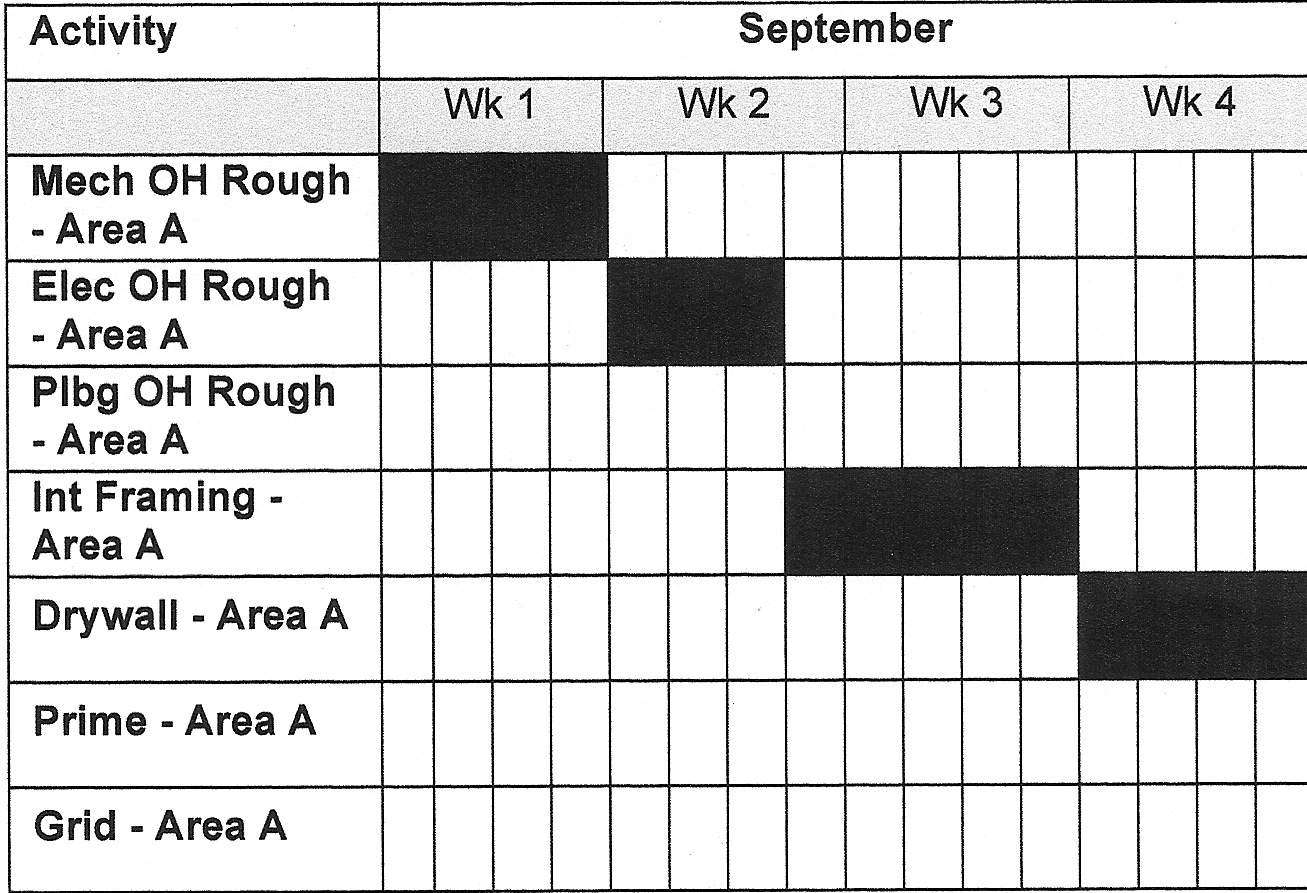 Activity September
Wk 1 Wk 2 Wk 3 Wk 4
Mech OH Rough
- Area A
Elec OH Rough
- Area A
Plbg OH Rough
- Area A
Int Framing -
Area A
Drywall - Area A
Prime - Area A
Grid - Area A